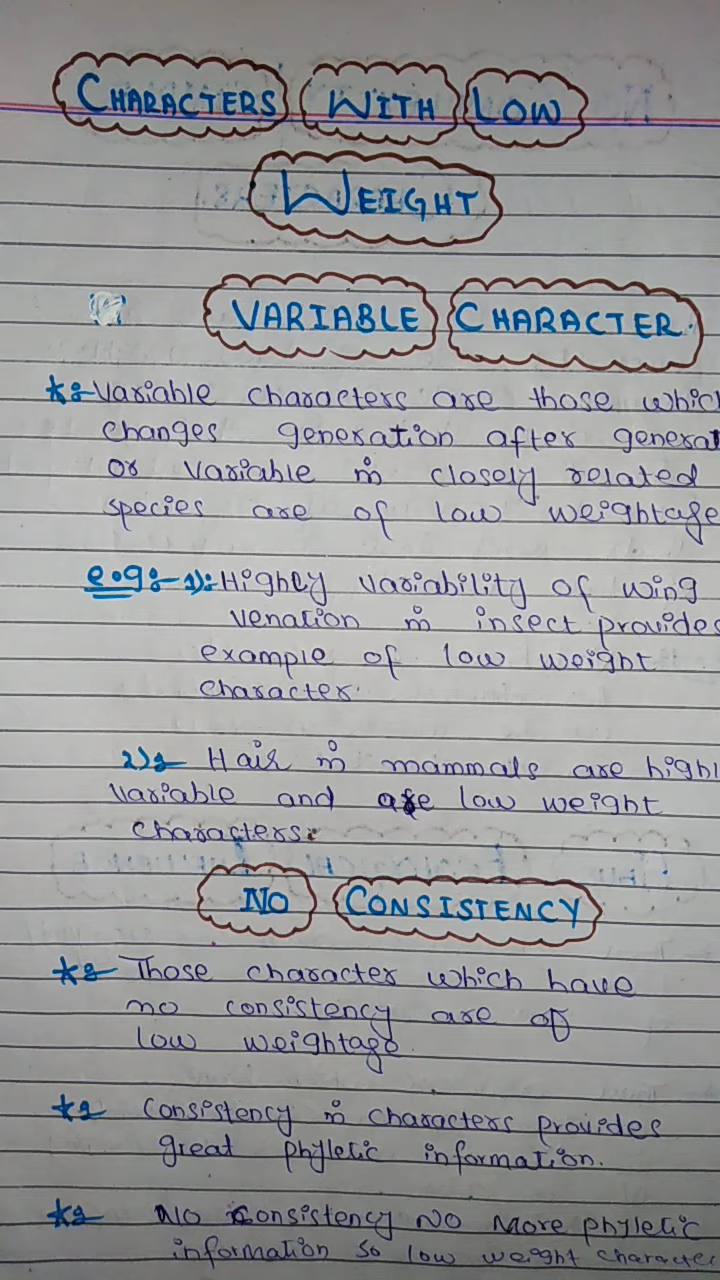 CHARACTERS WITH LOW
WEIGHT
VARIABLE CHARACTER.
*:- Variable characters are those which
changes generation after generat
or variable in closely related
species are of low weightage
e.g:- 1):- Highly variability of wing
venation in insect provides
example of low weight
character.
2):- Hair in mammals are highl
variable and are low weight
characters:
NO CONSISTENCY
*:- Those character which have
no consistency are of
low weightage.
*:- Consistency in characters provides
great phyletic information.
*:- No consistency No More phyletic
information so low weight character